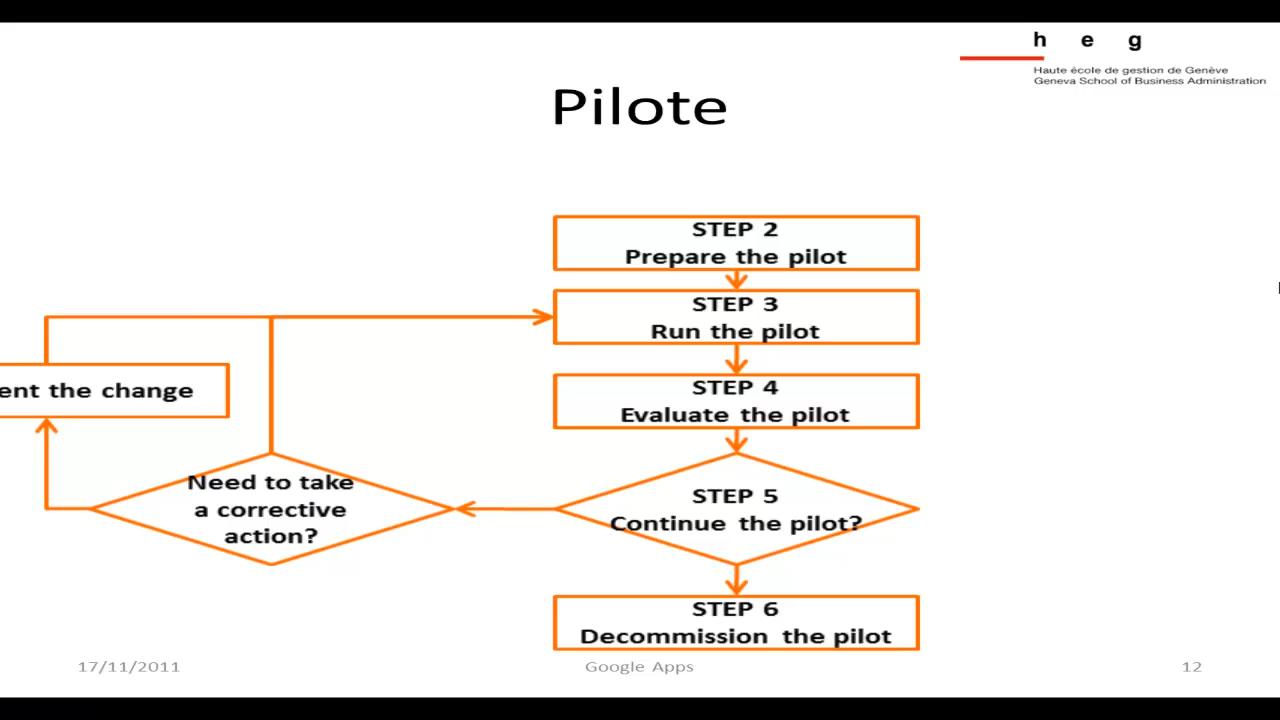 h e g
Haute école de gestion de Genève
Geneva School of Business Administration
Pilote
STEP 2
Prepare the pilot
STEP 3
Run the pilot
ent the change
STEP 4
Evaluate the pilot
Need to take
a corrective
action?
STEP 5
Continue the pilot?
STEP 6
Decommission the pilot
17/11/2011
Google Apps
12